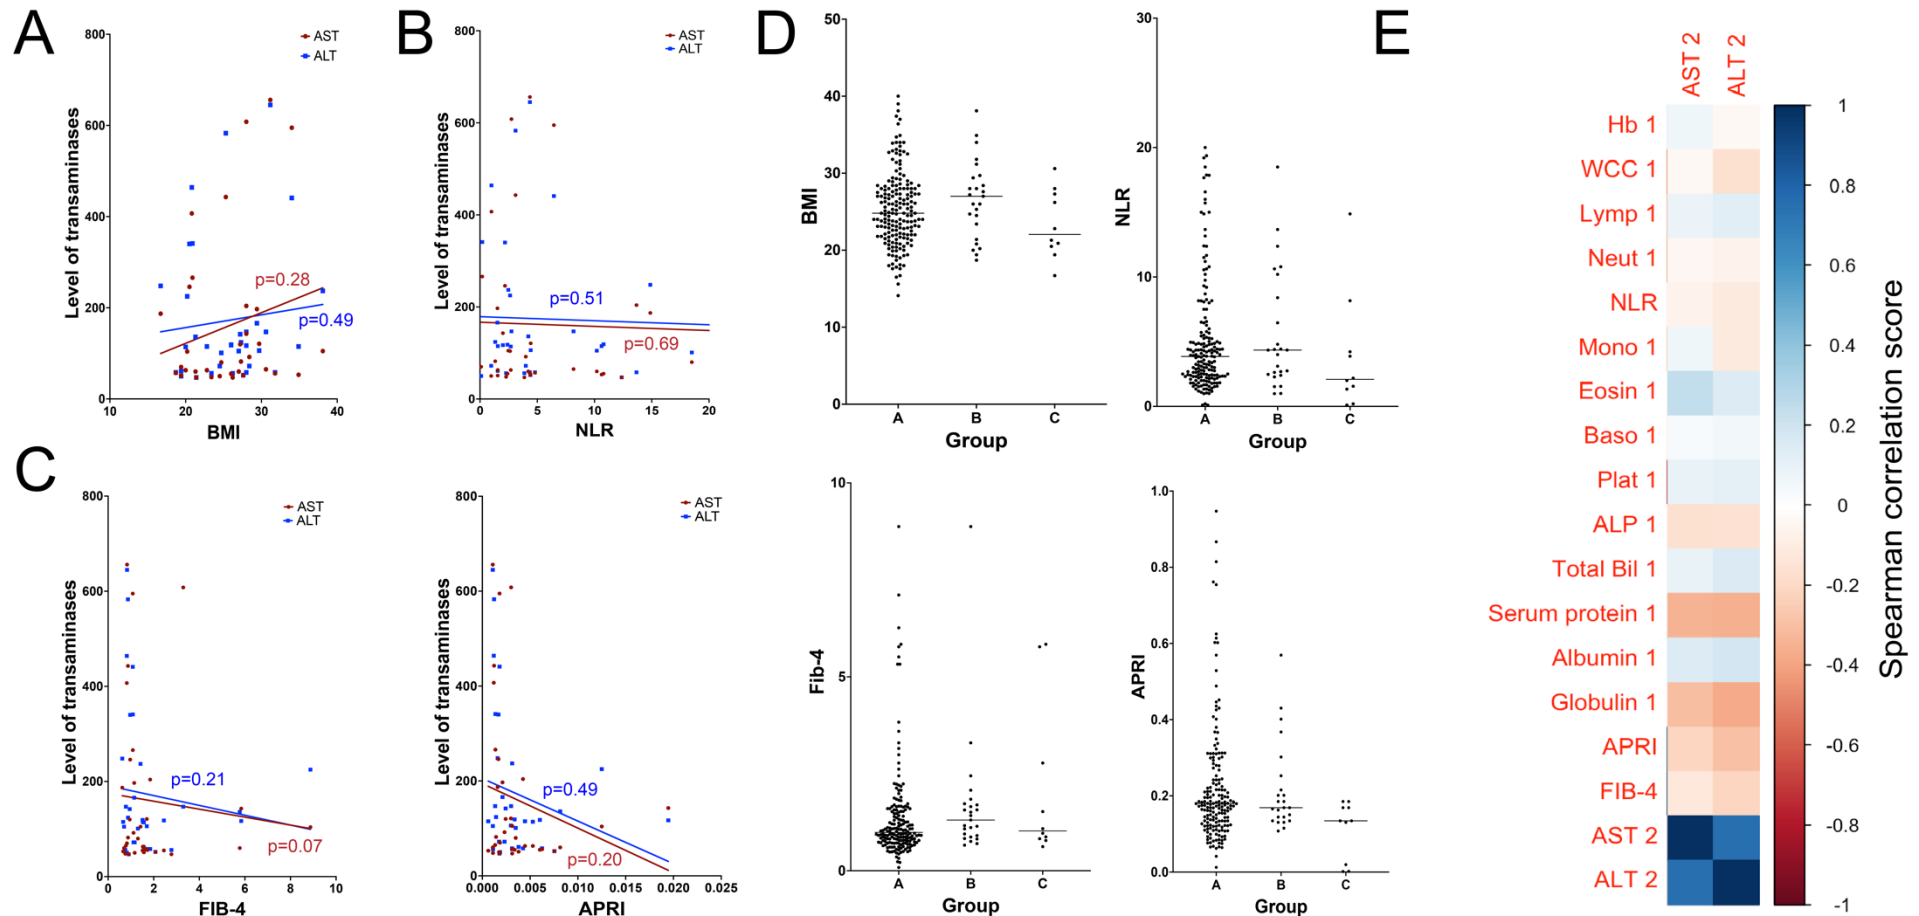 A
800
600
400
200
0
Level of transaminases
AST
ALT
p=0.28
p=0.49
10
20
30
40
BMI
B
800
600
400
200
0
Level of transaminases
AST
ALT
p=0.51
p=0.69
0
5
10
15
20
NLR
C
800
600
400
200
0
Level of transaminases
AST
ALT
p=0.21
p=0.07
0
2
4
6
8
10
FIB-4
800
600
400
200
0
Level of transaminases
AST
ALT
p=0.49
p=0.20
0.000
0.005
0.010
0.015
0.020
0.025
APRI
D
50
40
30
20
10
0
BMI
A
B
C
Group
30
20
10
0
NLR
A
B
C
Group
10
5
0
Fib-4
A
B
C
Group
1.0
0.8
0.6
0.4
0.2
0.0
APRI
A
B
C
Group
E
AST 2
ALT 2
Hb 1
WCC 1
Lymp 1
Neut 1
NLR
Mono 1
Eosin 1
Baso 1
Plat 1
ALP 1
Total Bil 1
Serum protein 1
Albumin 1
Globulin 1
APRI
FIB-4
AST 2
ALT 2
1
0.8
0.6
0.4
0.2
0
-0.2
-0.4
-0.6
-0.8
-1
Spearman correlation score